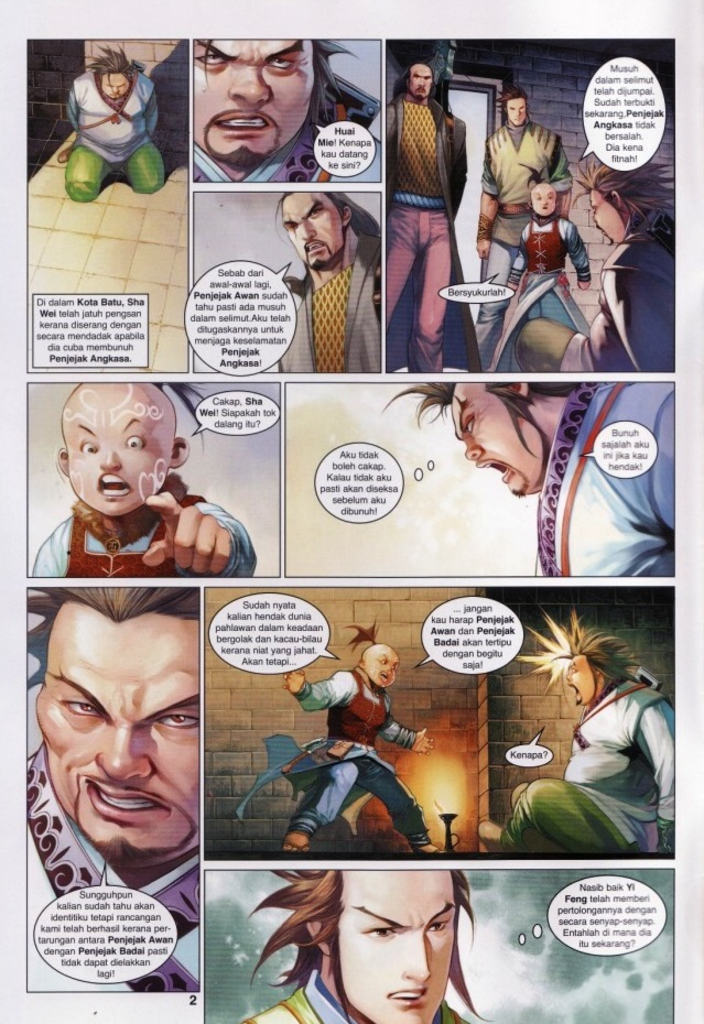 Di dalam Kota Batu, Sha
Wei telah jatuh pengsan
kerana diserang dengan
secara mendadak apabila
dia cuba membunuh
Penjejak Angkasa.
Huai
Mie! Kenapa
kau datang
ke sini?
Sebab dari
awal-awal lagi,
Penjejak Awan sudah
tahu pasti ada musuh
dalam selimut.Aku telah
ditugaskannya untuk
menjaga keselamatan
Penjejak
Angkasa!
Musuh
dalam selimut
telah dijumpai.
Sudah terbukti
sekarang,Penjejak
Angkasa tidak
bersalah.
Dia kena
fitnah!
Bersyukurlah!
Cakap, Sha
Wei! Siapakah tok
dalang itu?
Aku tidak
boleh cakap.
Kalau tidak aku
pasti akan diseksa
sebelum aku
dibunuh!
Bunuh
sajalah aku
ini jika kau
hendak!
Sungguhpun
kalian sudah tahu akan
identitiku tetapi rancangan
kami telah berhasil kerana per-
tarungan antara Penjejak Awan
dengan Penjejak Badai pasti
tidak dapat dielakkan
lagi!
Sudah nyata
kalian hendak dunia
pahlawan dalam keadaan
bergolak dan kacau-bilau
kerana niat yang jahat.
Akan tetapi...
... jangan
kau harap Penjejak
Awan dan Penjejak
Badai akan tertipu
dengan begitu
saja!
Kenapa?
Nasib baik Yi
Feng telah memberi
pertolongannya dengan
secara senyap-senyap.
Entahlah di mana dia
itu sekarang?
2